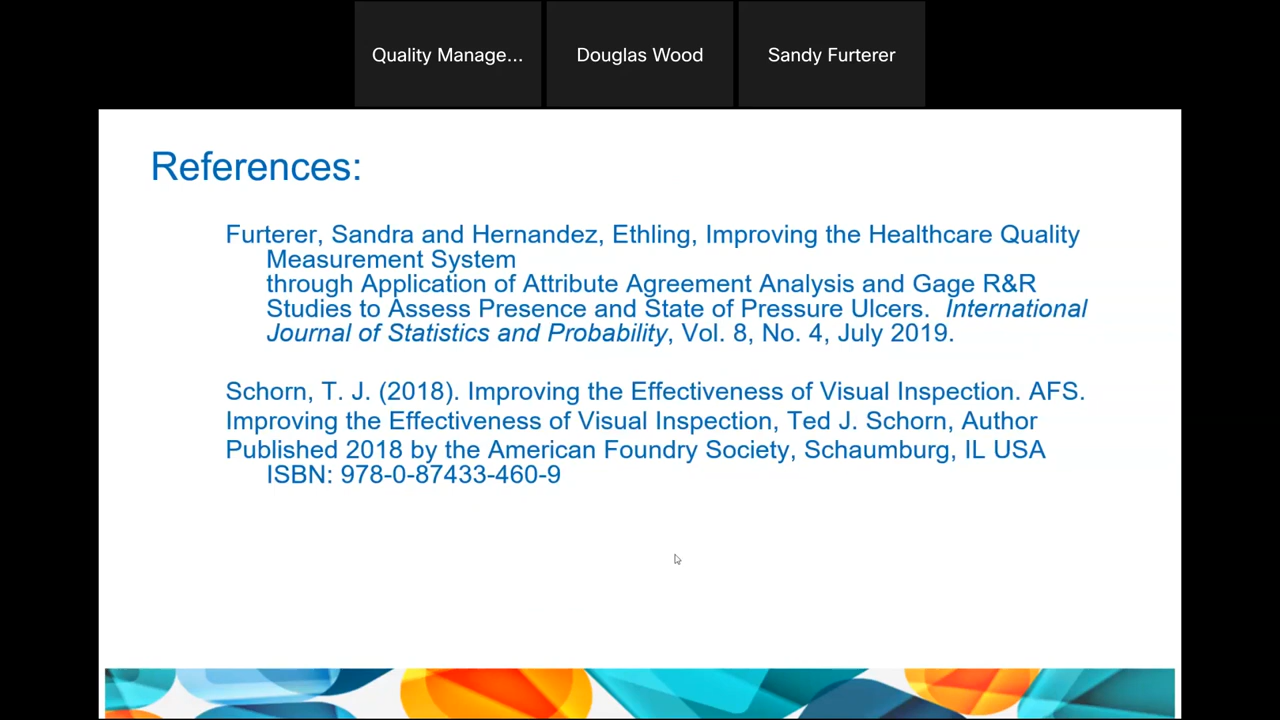 Quality Manage...
Douglas Wood
Sandy Furterer
References:
Furterer, Sandra and Hernandez, Ethling, Improving the Healthcare Quality
Measurement System
through Application of Attribute Agreement Analysis and Gage R&R
Studies to Assess Presence and State of Pressure Ulcers. International
Journal of Statistics and Probability, Vol. 8, No. 4, July 2019.
Schorn, T. J. (2018). Improving the Effectiveness of Visual Inspection. AFS.
Improving the Effectiveness of Visual Inspection, Ted J. Schorn, Author
Published 2018 by the American Foundry Society, Schaumburg, IL USA
ISBN: 978-0-87433-460-9